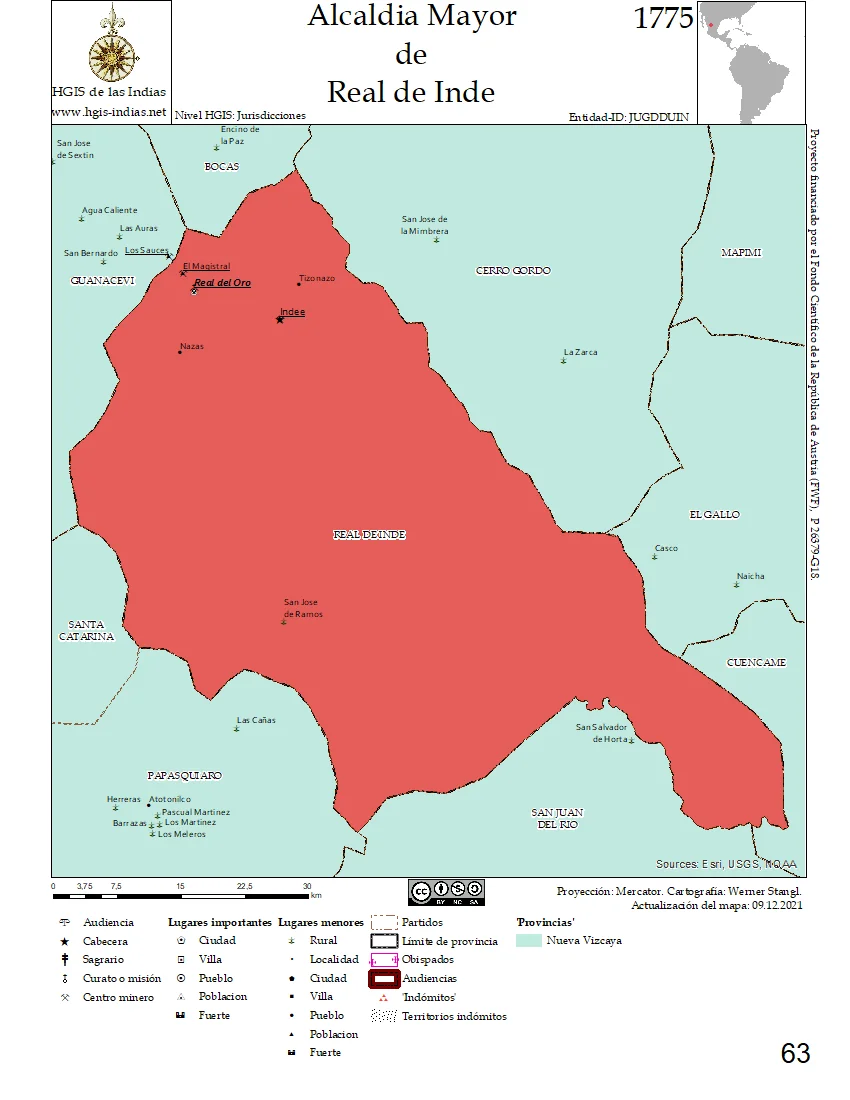 Alcaldia Mayor
de
Real de Inde
1775
HGIS de las Indias
www.hgis-indias.net
Nivel HGIS: Jurisdicciones
Entidad-ID: JUGDDUIN
Proyecto financiado por el Fondo Científico de la República de Austria (FWF), P 26379-G18.
San Jose
de Sextin
Encino de
la Paz
BOCAS
Agua Caliente
Las Auras
San Bernardo
Los Sauces
GUANACEVI
El Magistral
Real del Oro
Tizonazo
Indee
Nazas
San Jose de
la Mimbrera
CERRO GORDO
MAPIMI
La Zarca
REAL DE INDE
EL GALLO
Casco
Naicha
San Jose
de Ramos
SANTA
CATARINA
CUENCAME
Las Cañas
San Salvador
de Horta
PAPASQUIARO
Herreras
Atotonilco
Pascual Martinez
Barrazas
Los Martinez
Los Meleros
SAN JUAN
DEL RIO
Sources: Esri, USGS, NOAA
0 3,75 7,5 15 22,5 30
km
cc BY NC SA
Proyección: Mercator. Cartografía: Werner Stangl.
Actualización del mapa: 09.12.2021
Audiencia
Cabecera
Sagrario
Curato o misión
Centro minero
Lugares importantes
Ciudad
Villa
Pueblo
Poblacion
Fuerte
Lugares menores
Rural
Localidad
Ciudad
Villa
Pueblo
Poblacion
Fuerte
Partidos
Límite de provincia
Obispados
Audiencias
'Indómitos'
Territorios indómitos
'Provincias'
Nueva Vizcaya
63